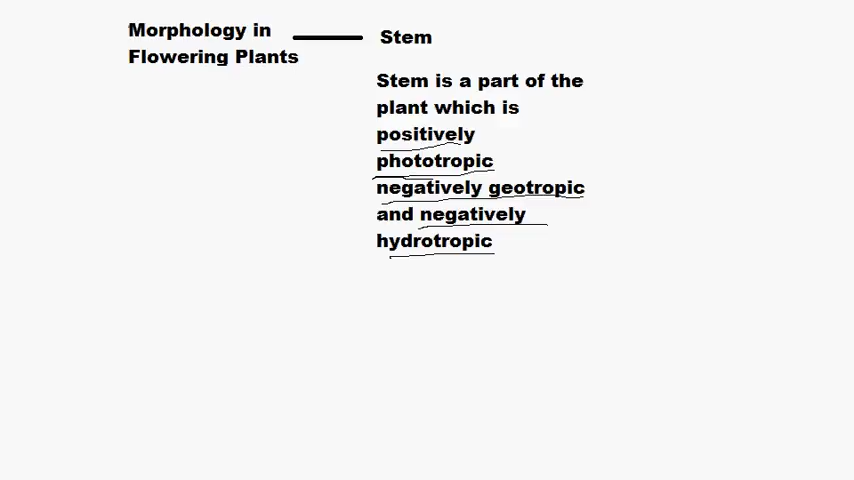 Morphology in
Flowering Plants
Stem
Stem is a part of the
plant which is
positively
phototropic
negatively geotropic
and negatively
hydrotropic